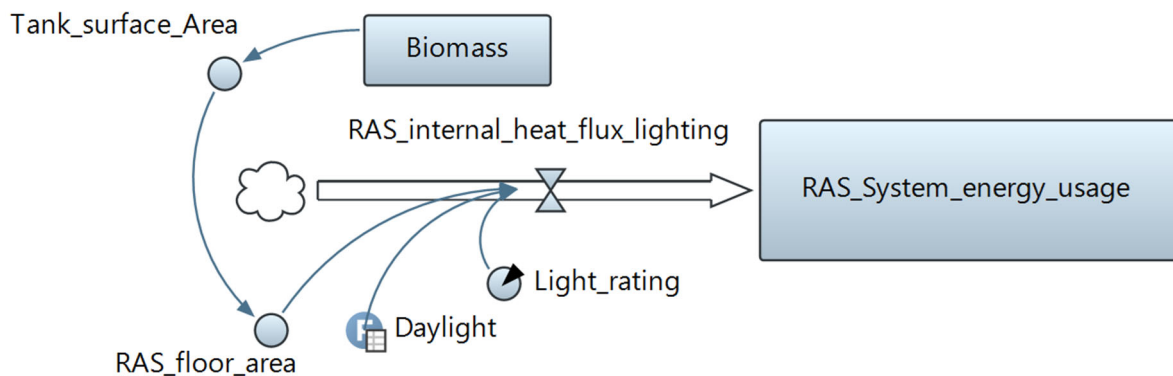 Tank_surface_Area
Biomass
RAS_internal_heat_flux_lighting
RAS_System_energy_usage
Light_rating
F
Daylight
RAS_floor_area